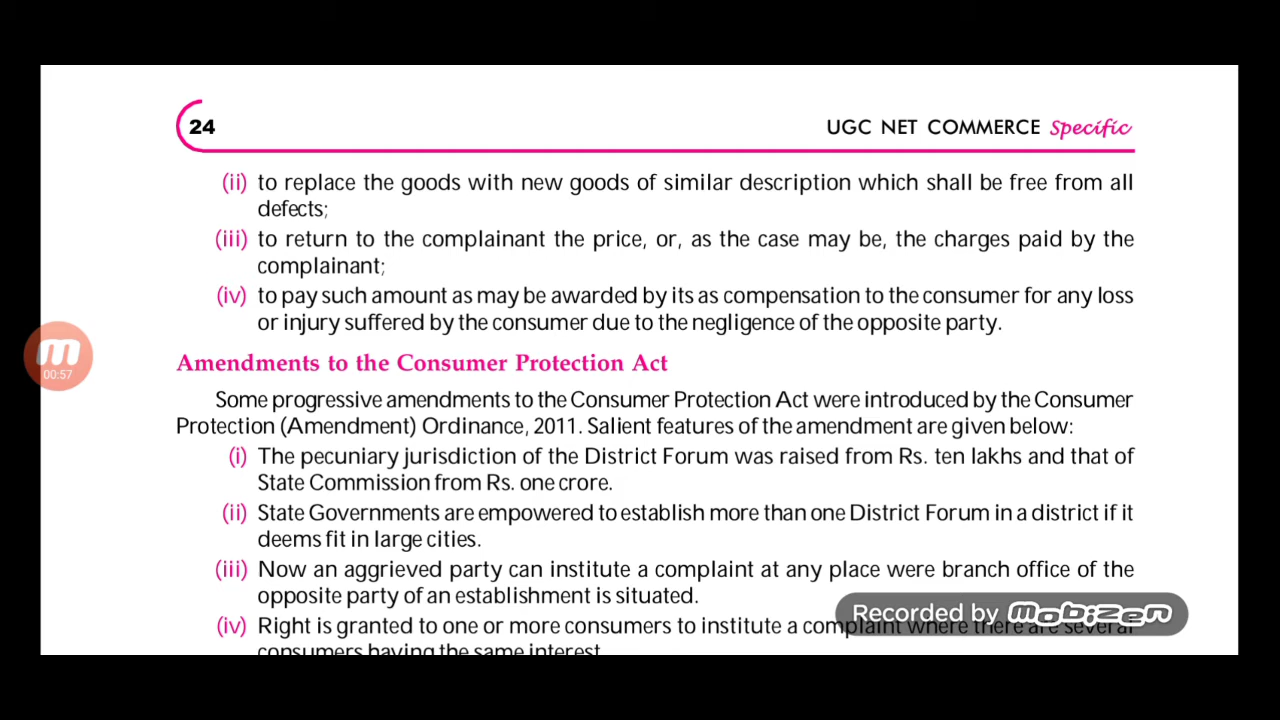 24
UGC NET COMMERCE Specific
(ii) to replace the goods with new goods of similar description which shall be free from all
defects;
(iii) to return to the complainant the price, or, as the case may be, the charges paid by the
complainant;
(iv) to pay such amount as may be awarded by its as compensation to the consumer for any loss
or injury suffered by the consumer due to the negligence of the opposite party.
Amendments to the Consumer Protection Act
Some progressive amendments to the Consumer Protection Act were introduced by the Consumer
Protection (Amendment) Ordinance, 2011. Salient features of the amendment are given below:
(i) The pecuniary jurisdiction of the District Forum was raised from Rs. ten lakhs and that of
State Commission from Rs. one crore.
(ii) State Governments are empowered to establish more than one District Forum in a district if it
deems fit in large cities.
(iii) Now an aggrieved party can institute a complaint at any place were branch office of the
opposite party of an establishment is situated.
(iv) Right is granted to one or more consumers to institute a complaint where there are several
consumers having the same interest.
00:57
Recorded by Mobizen